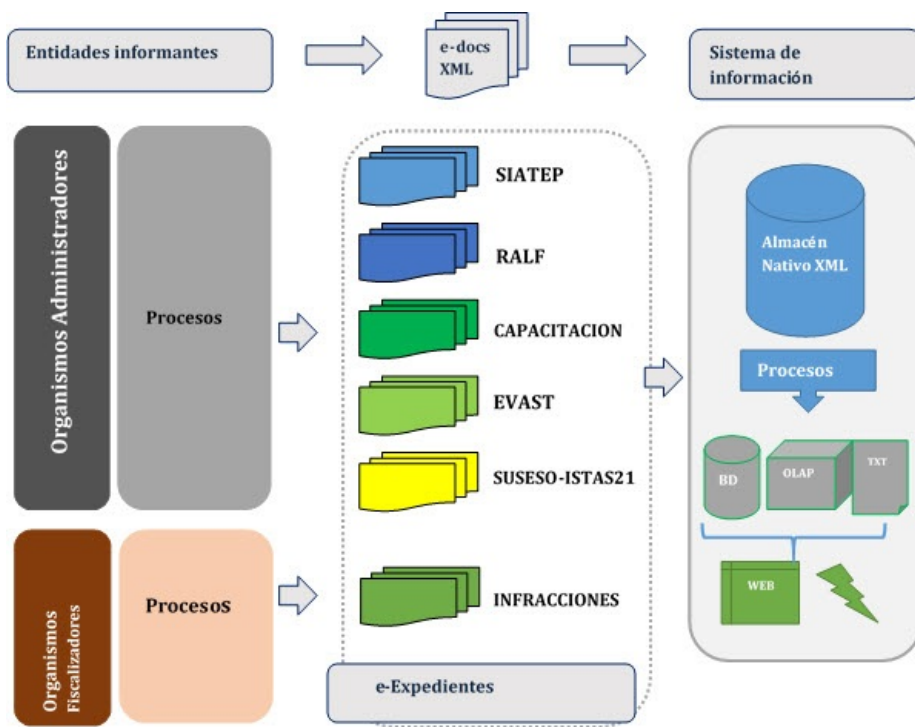 Entidades informantes
e-docs
XML
Sistema de
información
Organismos Administradores
Procesos
SIATEP
RALF
CAPACITACION
EVAST
SUSESO-ISTAS21
Almacén
Nativo XML
Procesos
BD
OLAP
TXT
WEB
Organismos
Fiscalizadores
Procesos
INFRACCIONES
e-Expedientes